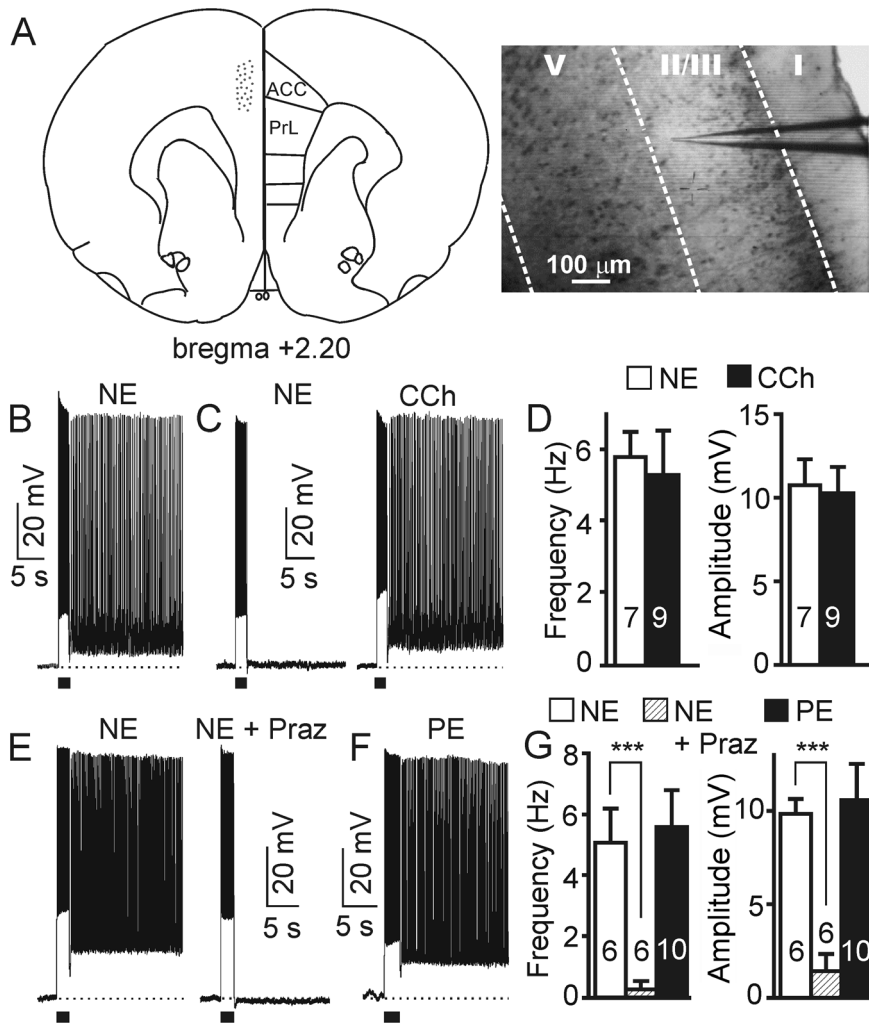 A
ACC
PrL
bregma +2.20
V II/III I
100 μm
B NE C NE CCh
20 mV
5 s
20 mV
5 s
D NE CCh
Frequency (Hz)
6
4
2
0
7 9
Amplitude (mV)
15
10
5
0
7 9
E NE NE + Praz F PE
20 mV
5 s
20 mV
5 s
G NE NE + Praz PE
Frequency (Hz)
8
6
4
2
0
***
6 6 10
Amplitude (mV)
10
5
0
***
6 6 10